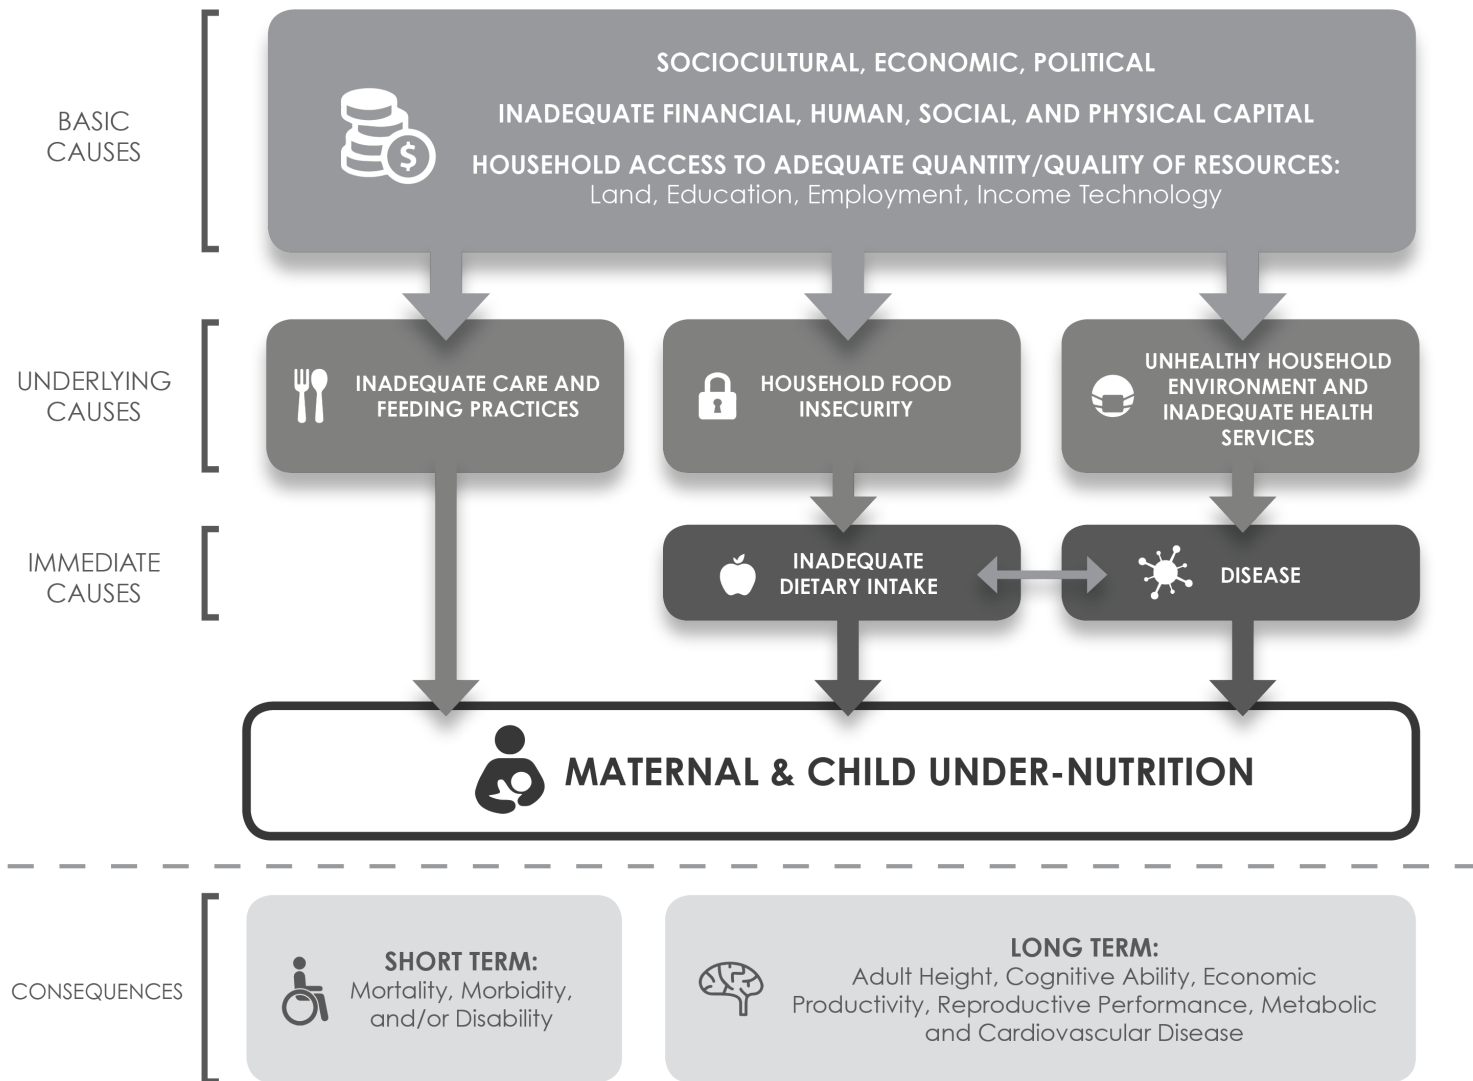 BASIC
CAUSES
SOCIOCULTURAL, ECONOMIC, POLITICAL
INADEQUATE FINANCIAL, HUMAN, SOCIAL, AND PHYSICAL CAPITAL
HOUSEHOLD ACCESS TO ADEQUATE QUANTITY/QUALITY OF RESOURCES:
Land, Education, Employment, Income Technology
$
UNDERLYING
CAUSES
INADEQUATE CARE AND
FEEDING PRACTICES
HOUSEHOLD FOOD
INSECURITY
UNHEALTHY HOUSEHOLD
ENVIRONMENT AND
INADEQUATE HEALTH
SERVICES
IMMEDIATE
CAUSES
INADEQUATE
DIETARY INTAKE
DISEASE
MATERNAL & CHILD UNDER-NUTRITION
CONSEQUENCES
SHORT TERM:
Mortality, Morbidity,
and/or Disability
LONG TERM:
Adult Height, Cognitive Ability, Economic
Productivity, Reproductive Performance, Metabolic
and Cardiovascular Disease